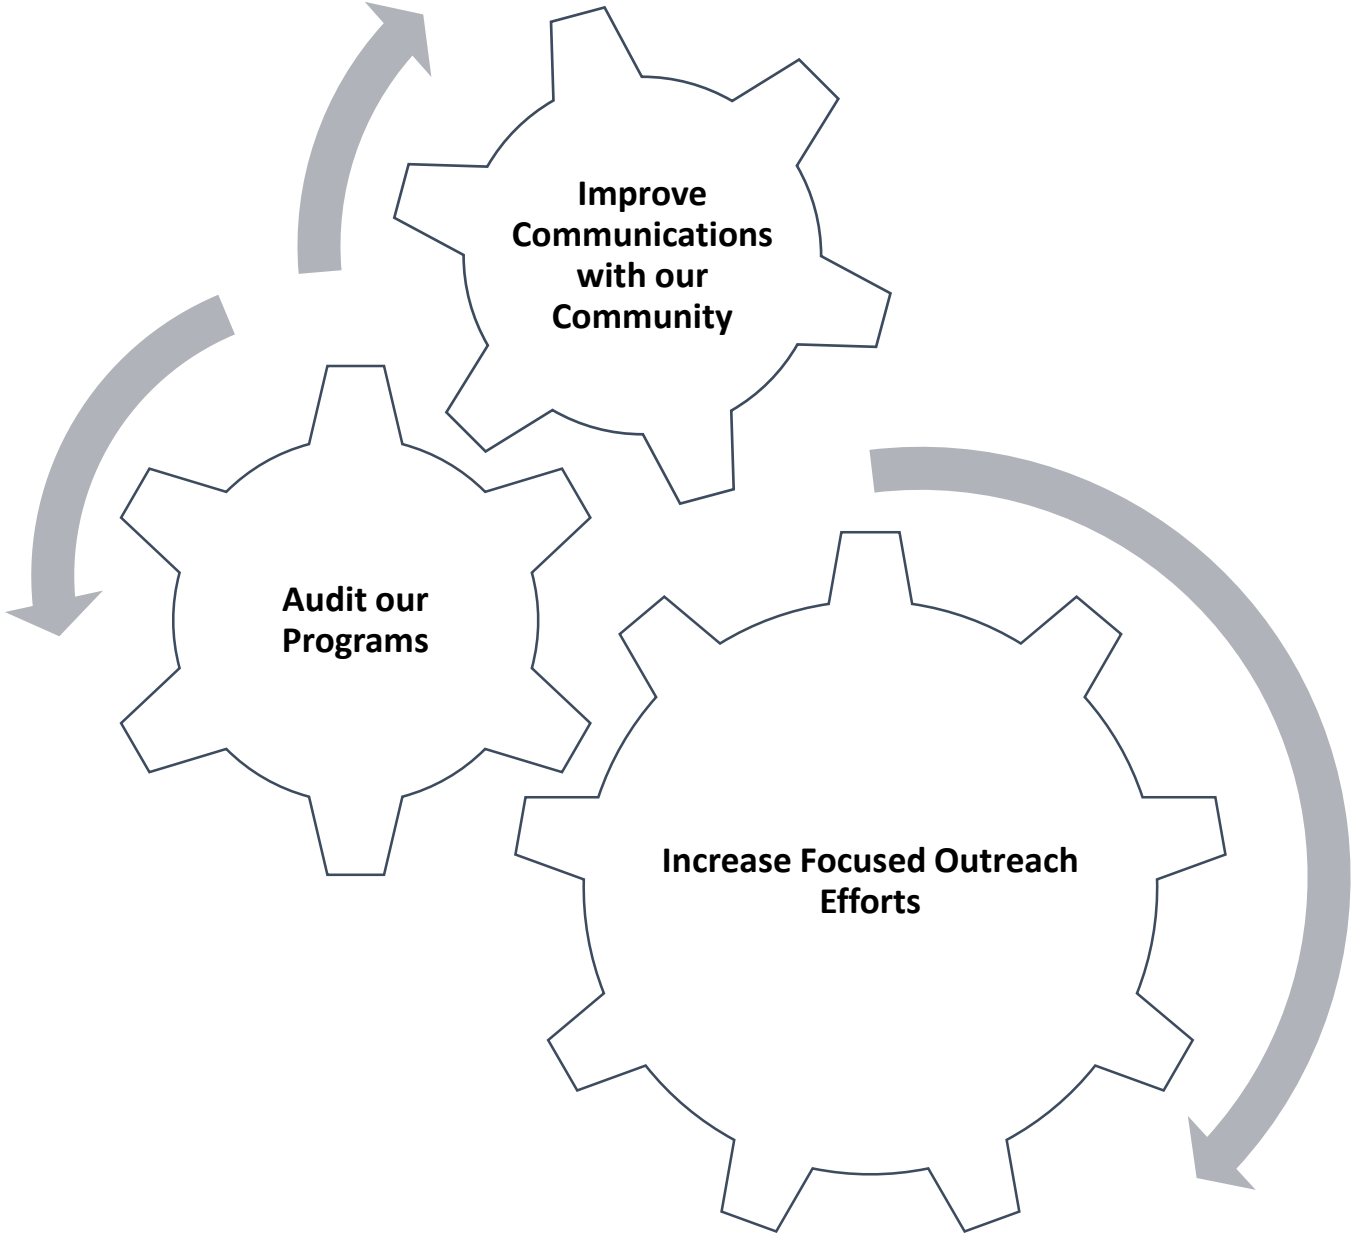 Improve
Communications
with our
Community
Audit our
Programs
Increase Focused Outreach
Efforts